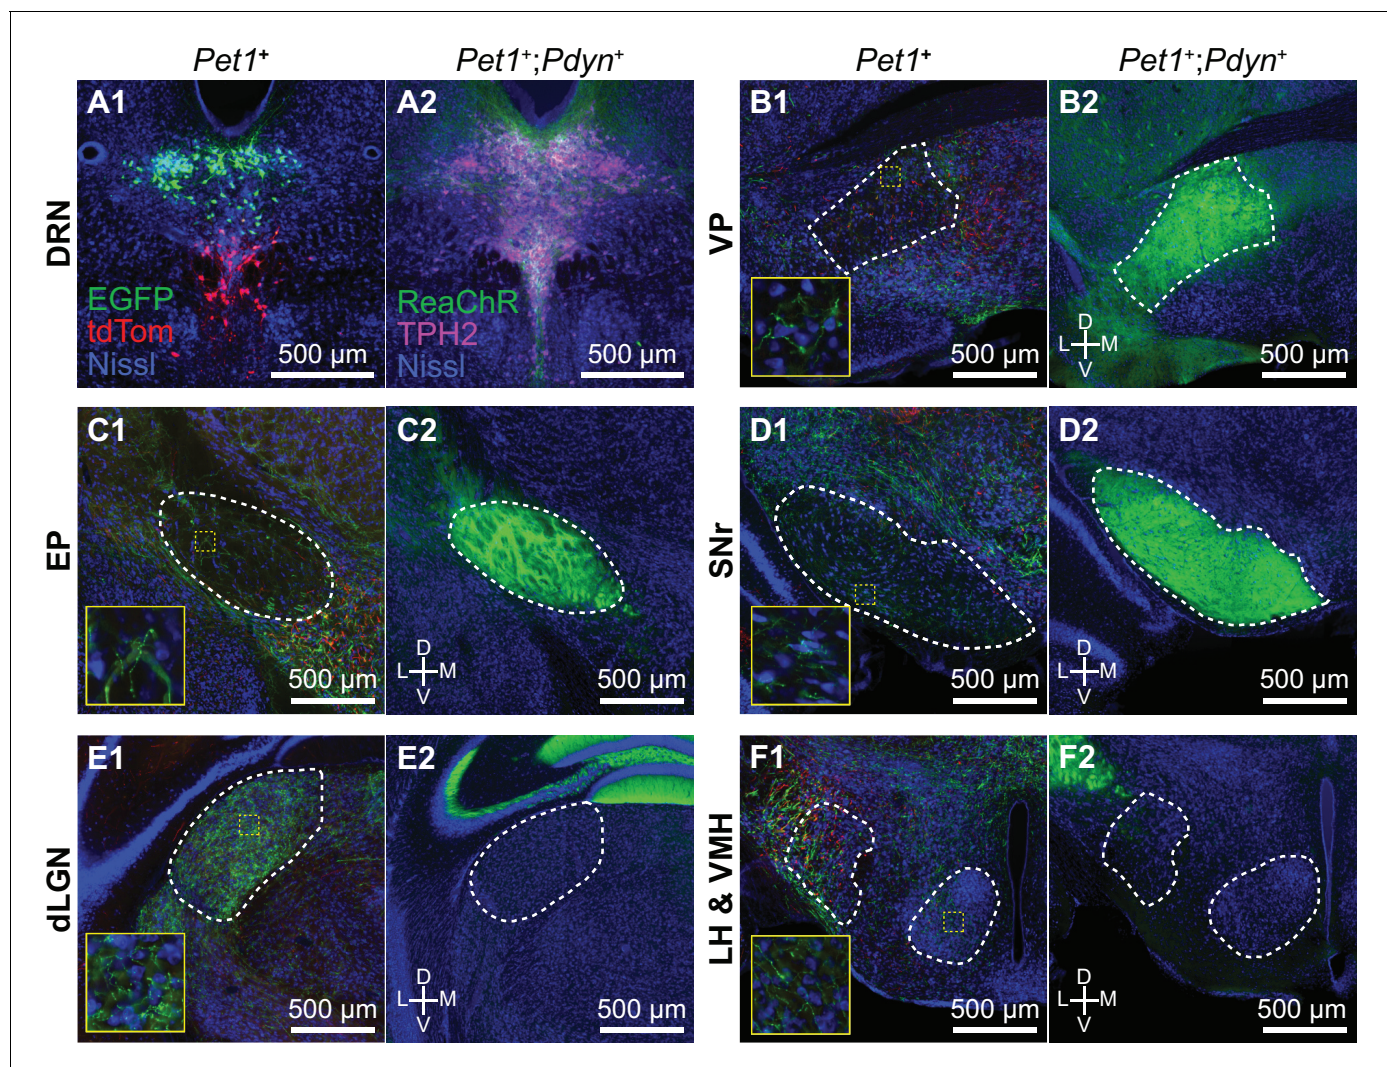 Pet1⁺ Pet1⁺;Pdyn⁺ Pet1⁺ Pet1⁺;Pdyn⁺
DRN
A1
EGFP
tdTom
Nissl
500 µm
A2
ReaChR
TPH2
Nissl
500 µm
VP
B1
500 µm
B2
D
L M
V
500 µm
EP
C1
500 µm
C2
D
L M
V
500 µm
SNr
D1
500 µm
D2
D
L M
V
500 µm
dLGN
E1
500 µm
E2
D
L M
V
500 µm
LH & VMH
F1
500 µm
F2
D
L M
V
500 µm